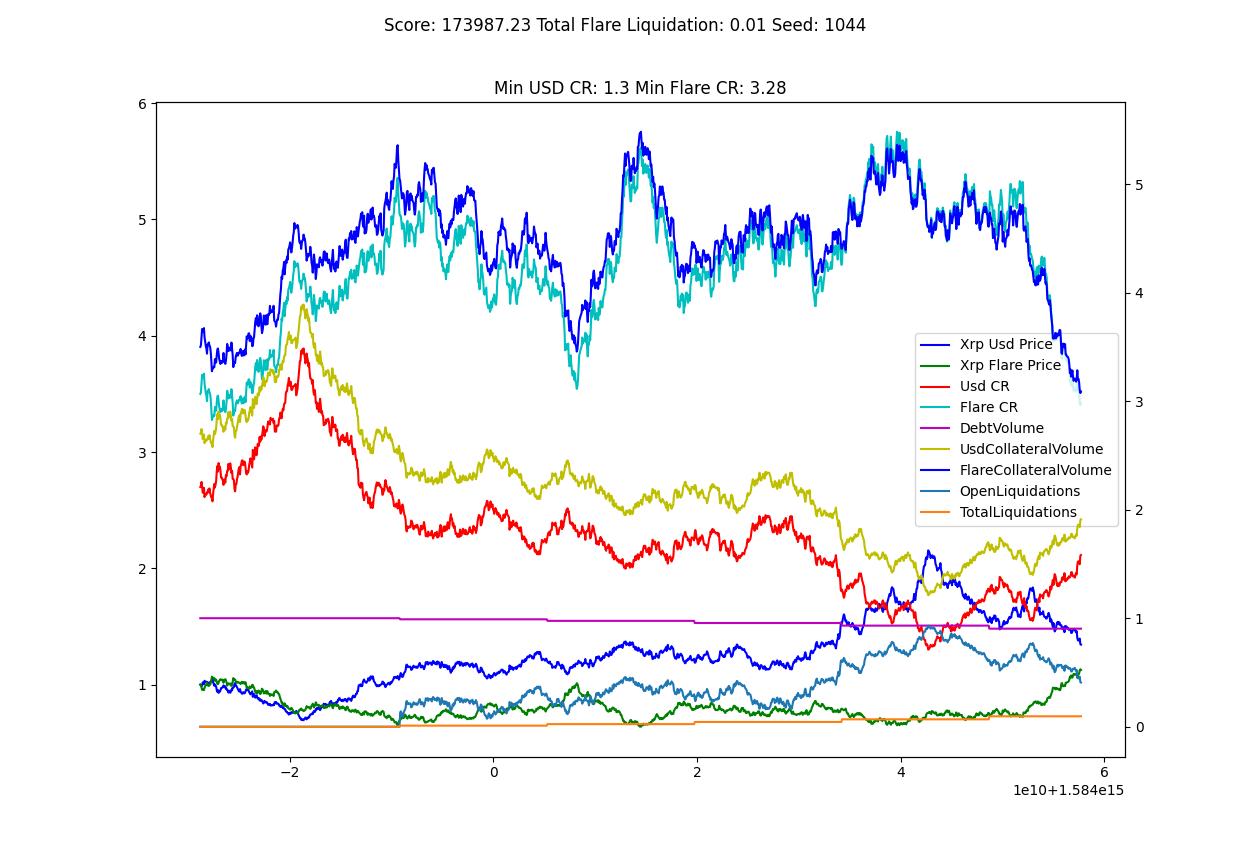 Score: 173987.23 Total Flare Liquidation: 0.01 Seed: 1044
Min USD CR: 1.3 Min Flare CR: 3.28
6
5
4
3
2
1
5
4
3
2
1
0
Xrp Usd Price
Xrp Flare Price
Usd CR
Flare CR
DebtVolume
UsdCollateralVolume
FlareCollateralVolume
OpenLiquidations
TotalLiquidations
−2 0 2 4 6
1e10+1.584e15